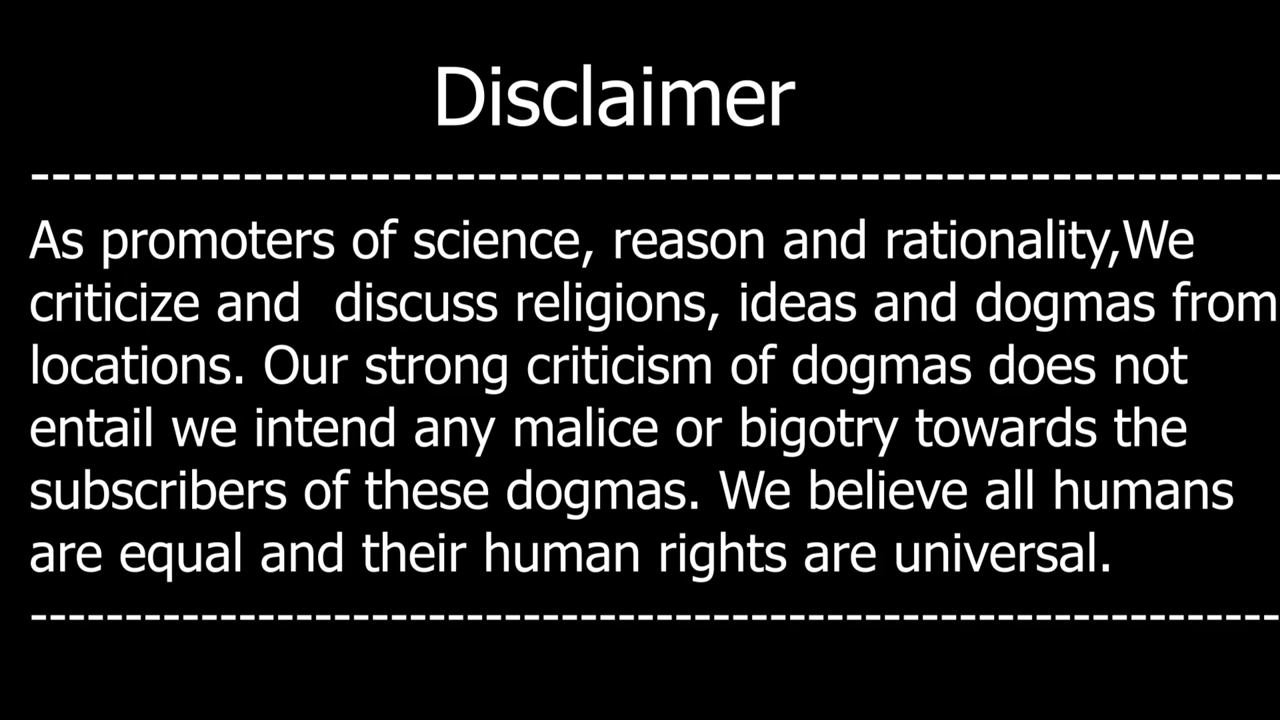 Disclaimer
-----------------------------------------------------------
As promoters of science, reason and rationality,We
criticize and  discuss religions, ideas and dogmas from
locations. Our strong criticism of dogmas does not
entail we intend any malice or bigotry towards the
subscribers of these dogmas. We believe all humans
are equal and their human rights are universal.
-----------------------------------------------------------------